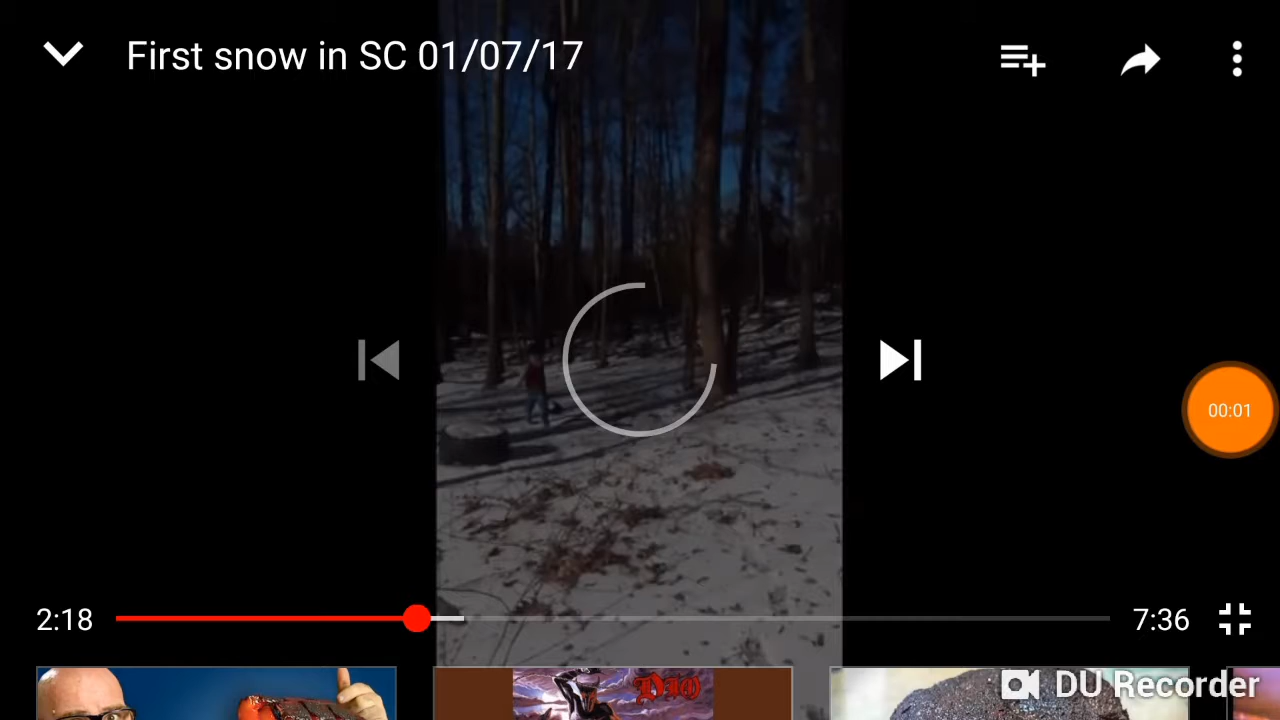 First snow in SC 01/07/17
00:01
2:18
7:36
Dio
DU Recorder